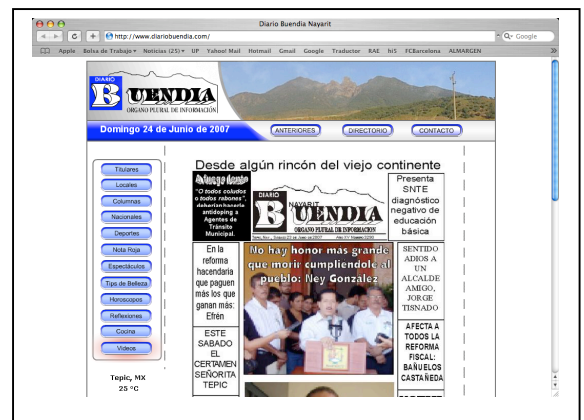 Diario Buendia Nayarit
http://www.diariobuendia.com/
Google
Apple Bolsa de Trabajo Noticias (25) UP Yahoo! Mail Hotmail Gmail Google Traductor RAE hi5 FCBarcelona ALMARGEN
DIARIO
BUENDIA
ORGANO PLURAL DE INFORMACIÓN
Domingo 24 de Junio de 2007
ANTERIORES
DIRECTORIO
CONTACTO
Titulares
Locales
Columnas
Nacionales
Deportes
Nota Roja
Espectáculos
Tips de Belleza
Horoscopos
Reflexiones
Cocina
Videos
Tepic, MX
25 °C
Desde algún rincón del viejo continente
"O todos coludos
o todos rabones",
deberían hacerle
antidoping a
Agentes de
Tránsito
Municipal.
DIARIO
NAYARIT
BUENDIA
ORGANO PLURAL DE INFORMACION
Presenta
SNTE
diagnóstico
negativo de
educación
básica
En la
reforma
hacendaria
que paguen
más los que
ganan más:
Efrén
No hay honor más grande
que morir cumpliendole al
pueblo: Ney González
SENTIDO
ADIOS A
UN
ALCALDE
AMIGO,
JORGE
TISNADO
ESTE
SABADO
EL
CERTAMEN
SEÑORITA
TEPIC
AFECTA A
TODOS LA
REFORMA
FISCAL:
BAÑUELOS
CASTAÑEDA